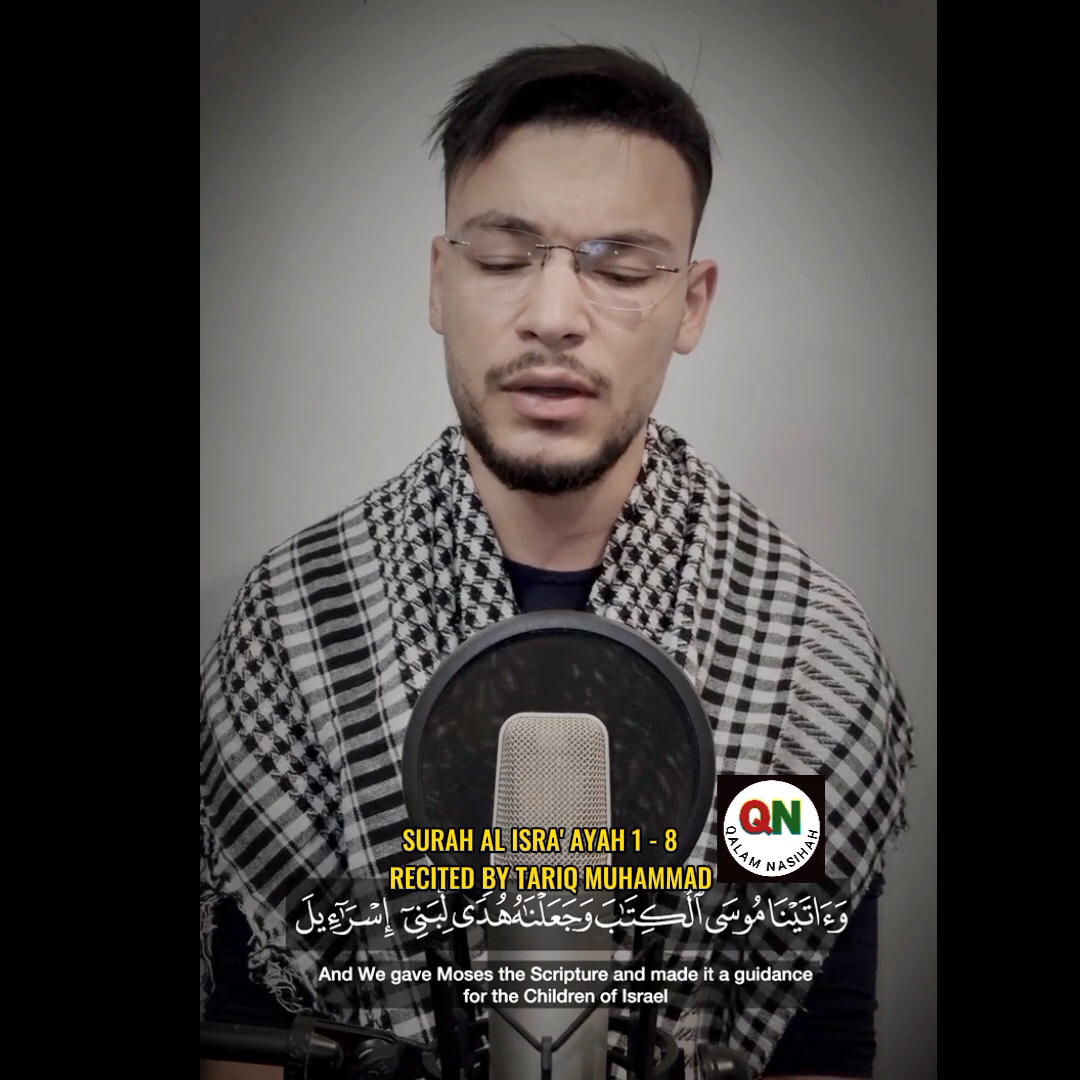 QN
QALAM NASIHAH
SURAH AL ISRA' AYAH 1 - 8
RECITED BY TARIQ MUHAMMAD
وَءَاتَيْنَا مُوسَى ٱلْكِتَـٰبَ وَجَعَلْنَـٰهُ هُدًى لِّبَنِىٓ إِسْرَٰٓءِيلَ
And We gave Moses the Scripture and made it a guidance
for the Children of Israel